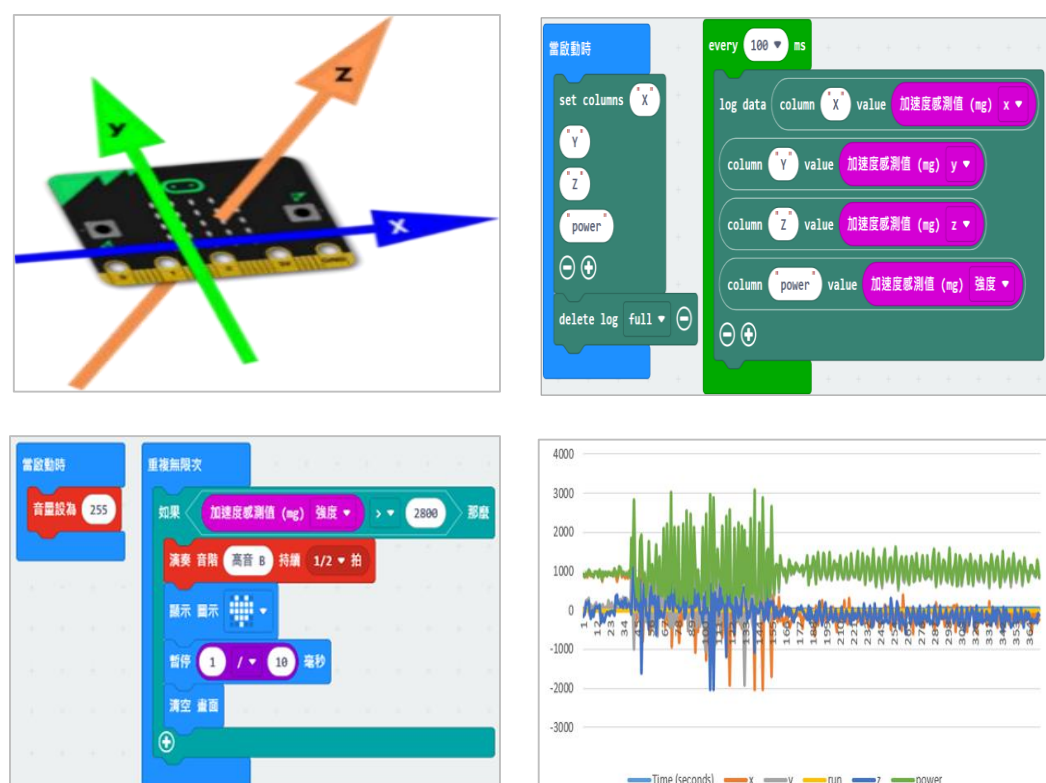 Z
Y
X
當啟動時
set columns "X"
"Y"
"Z"
"power"
delete log full
every 100 ms
log data column "X" value 加速度感測值 (mg) x
column "Y" value 加速度感測值 (mg) y
column "Z" value 加速度感測值 (mg) z
column "power" value 加速度感測值 (mg) 強度
當啟動時
音量設為 255
重複無限次
如果 加速度感測值 (mg) 強度 > 2800 那麼
演奏 音階 高音 B 持續 1/2 拍
顯示 圖示
暫停 1 / 10 毫秒
清空 畫面
4000
3000
2000
1000
0
-1000
-2000
-3000
1 12 23 34
Time (seconds) x y run z power